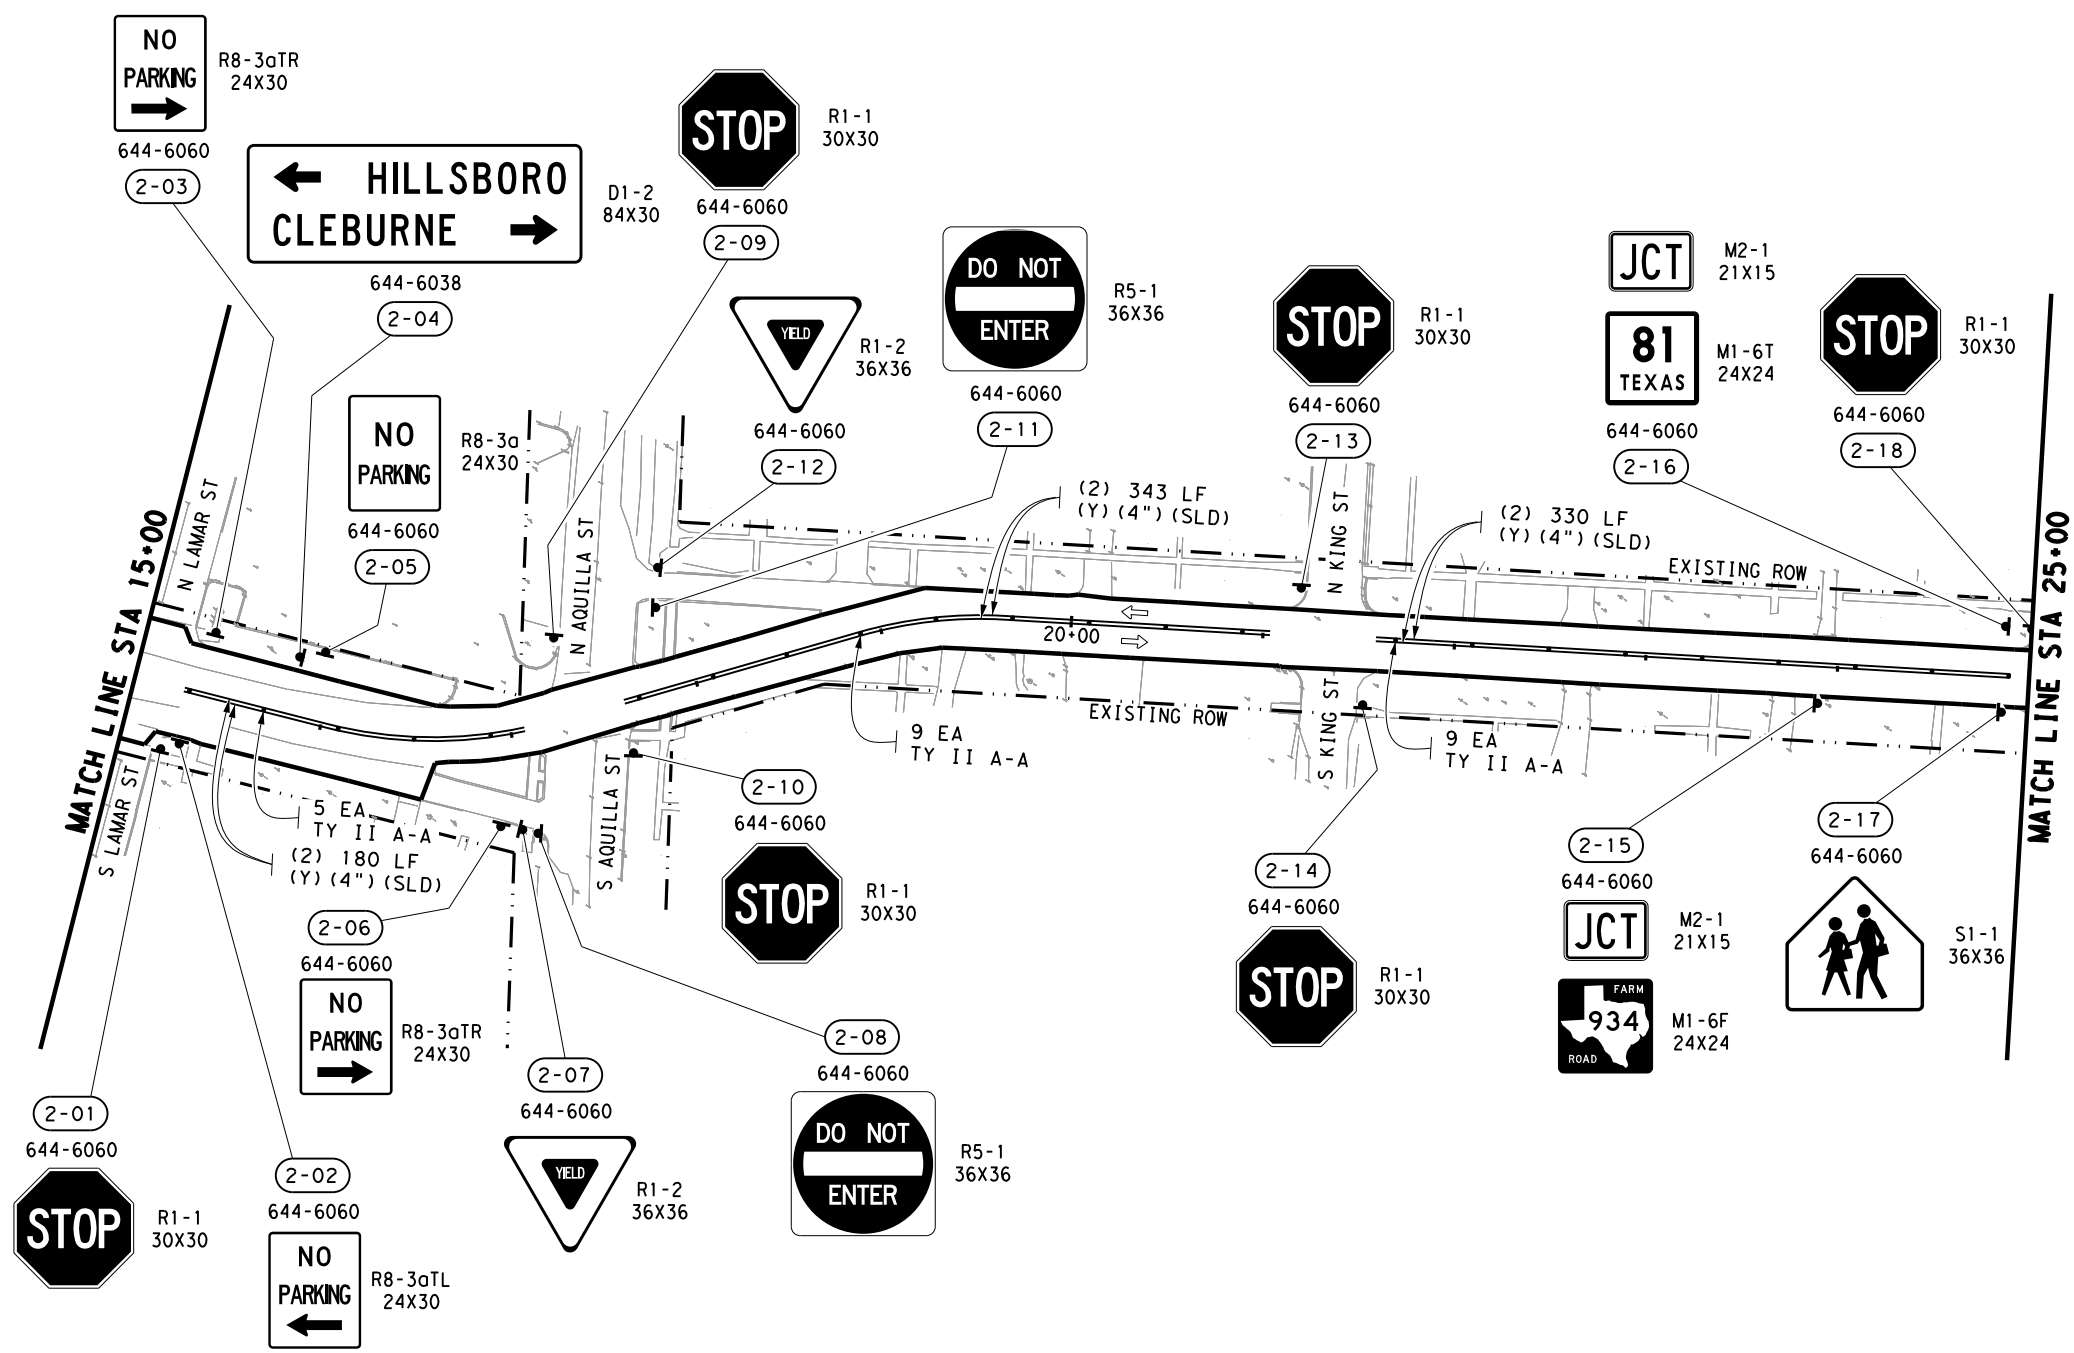 NO
PARKING
R8-3aTR
24X30
644-6060
2-03
HILLSBORO
CLEBURNE
D1-2
84X30
644-6038
2-04
NO
PARKING
R8-3a
24X30
644-6060
2-05
STOP
R1-1
30X30
644-6060
2-09
YIELD
R1-2
36X36
644-6060
2-12
DO NOT
ENTER
R5-1
36X36
644-6060
2-11
STOP
R1-1
30X30
644-6060
2-13
JCT
M2-1
21X15
81
TEXAS
M1-6T
24X24
644-6060
2-16
STOP
R1-1
30X30
644-6060
2-18
MATCH LINE STA 15+00
N LAMAR ST
S LAMAR ST
N AQUILLA ST
S AQUILLA ST
(2) 343 LF
(Y)(4")(SLD)
N KING ST
S KING ST
(2) 330 LF
(Y)(4")(SLD)
EXISTING ROW
20+00
EXISTING ROW
9 EA
TY II A-A
9 EA
TY II A-A
5 EA
TY II A-A
(2) 180 LF
(Y)(4")(SLD)
MATCH LINE STA 25+00
2-01
644-6060
STOP
R1-1
30X30
2-02
644-6060
NO
PARKING
R8-3aTL
24X30
2-06
644-6060
NO
PARKING
R8-3aTR
24X30
2-07
644-6060
YIELD
R1-2
36X36
2-08
644-6060
DO NOT
ENTER
R5-1
36X36
2-10
644-6060
STOP
R1-1
30X30
2-14
644-6060
STOP
R1-1
30X30
2-15
644-6060
JCT
M2-1
21X15
FARM
934
ROAD
M1-6F
24X24
2-17
644-6060
S1-1
36X36